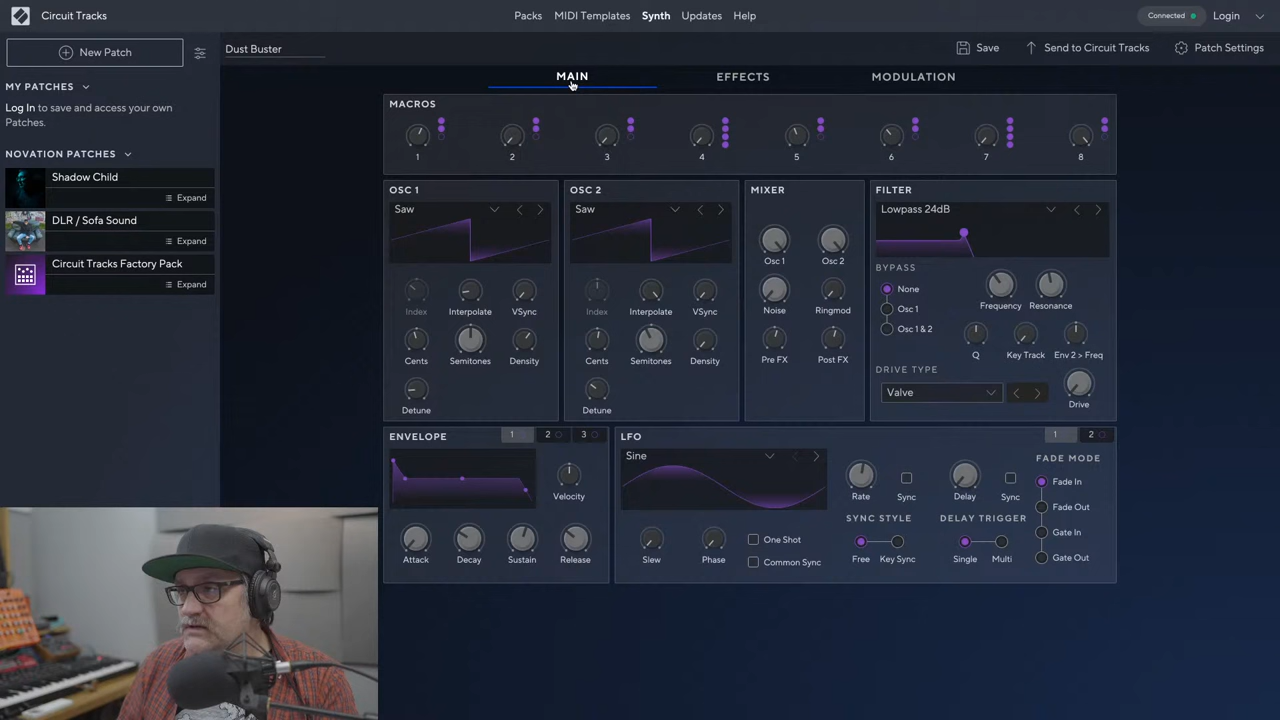 Circuit Tracks
Packs MIDI Templates Synth Updates Help
Connected Login
New Patch
Dust Buster
Save Send to Circuit Tracks Patch Settings
MY PATCHES
Log In to save and access your own
Patches.
NOVATION PATCHES
Shadow Child
Expand
DLR / Sofa Sound
Expand
Circuit Tracks Factory Pack
Expand
MAIN EFFECTS MODULATION
MACROS
1 2 3 4 5 6 7 8
OSC 1
Saw
Index Interpolate VSync
Cents Semitones Density
Detune
OSC 2
Saw
Index Interpolate VSync
Cents Semitones Density
Detune
MIXER
Osc 1 Osc 2
Noise Ringmod
Pre FX Post FX
FILTER
Lowpass 24dB
BYPASS
None
Osc 1
Osc 1 & 2
Frequency Resonance
Q Key Track Env 2 > Freq
DRIVE TYPE
Valve
Drive
ENVELOPE 1 2 3
Velocity
Attack Decay Sustain Release
LFO 1 2
Sine
Slew Phase
One Shot
Common Sync
Rate Sync
Delay Sync
SYNC STYLE
Free Key Sync
DELAY TRIGGER
Single Multi
FADE MODE
Fade In
Fade Out
Gate In
Gate Out